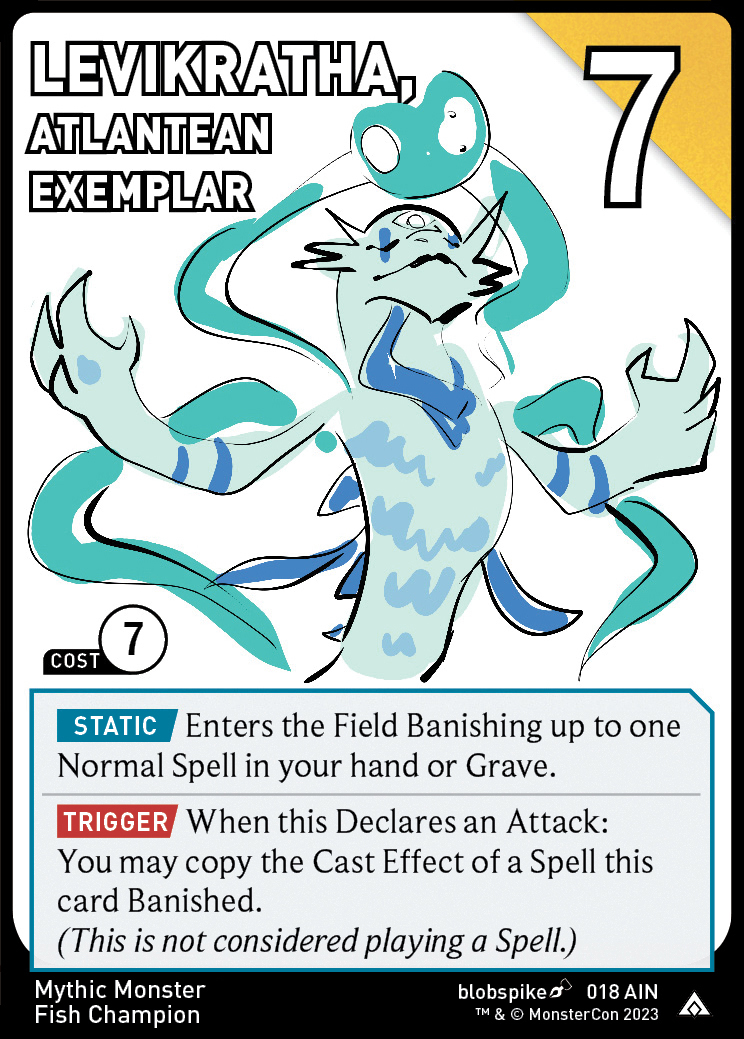 LEVIKRATHA,
ATLANTEAN
EXEMPLAR
7
COST 7
STATIC Enters the Field Banishing up to one
Normal Spell in your hand or Grave.
TRIGGER When this Declares an Attack:
You may copy the Cast Effect of a Spell this
card Banished.
(This is not considered playing a Spell.)
Mythic Monster
Fish Champion
blobspike 018 AIN
™ & © MonsterCon 2023